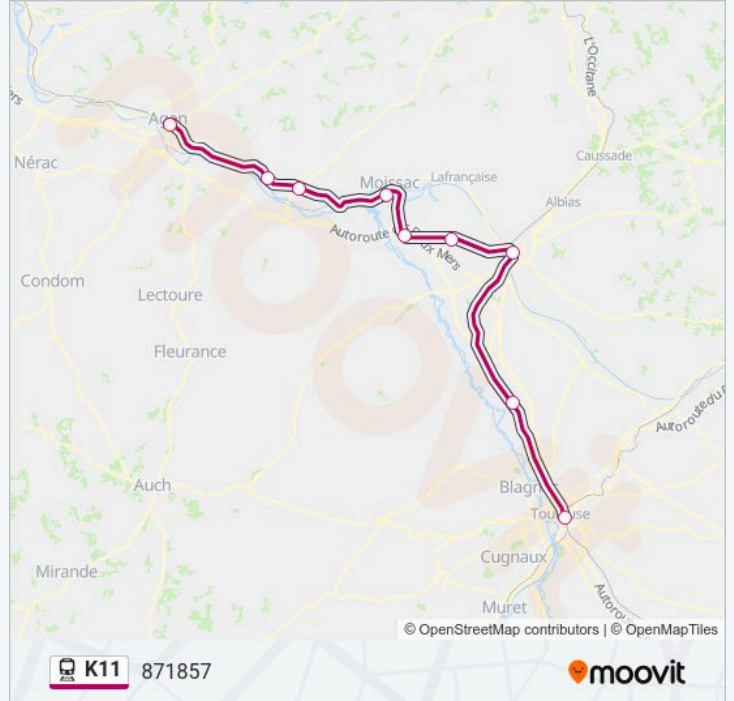 L'Occitane
Agen
Nérac
Caussade
Moissac
Lafrançaise
Albias
Autoroute
Mers
Condom
Lectoure
Fleurance
Auch
Toulouse
Cugnaux
Mirande
Muret
© OpenStreetMap contributors | © OpenMapTiles
K11 871857 moovit